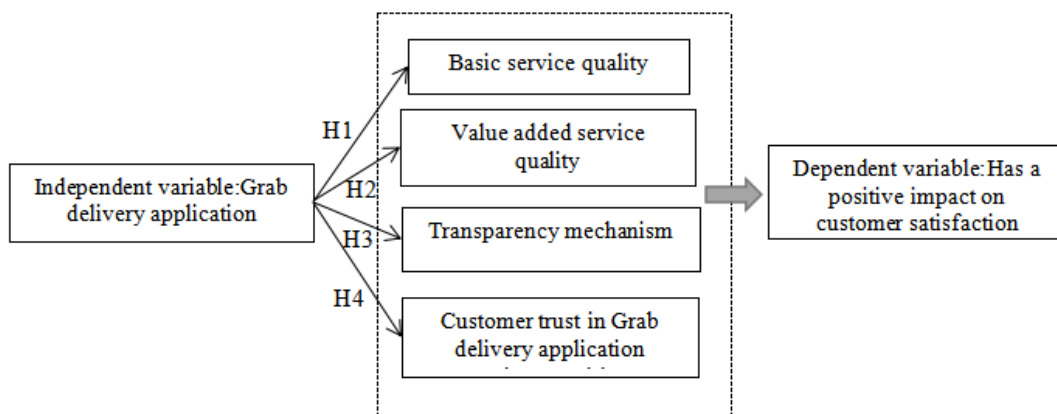 Basic service quality
H1
Value added service
quality
Independent variable:Grab
delivery application
H2
Dependent variable:Has a
positive impact on
customer satisfaction
Transparency mechanism
H3
H4
Customer trust in Grab
delivery application